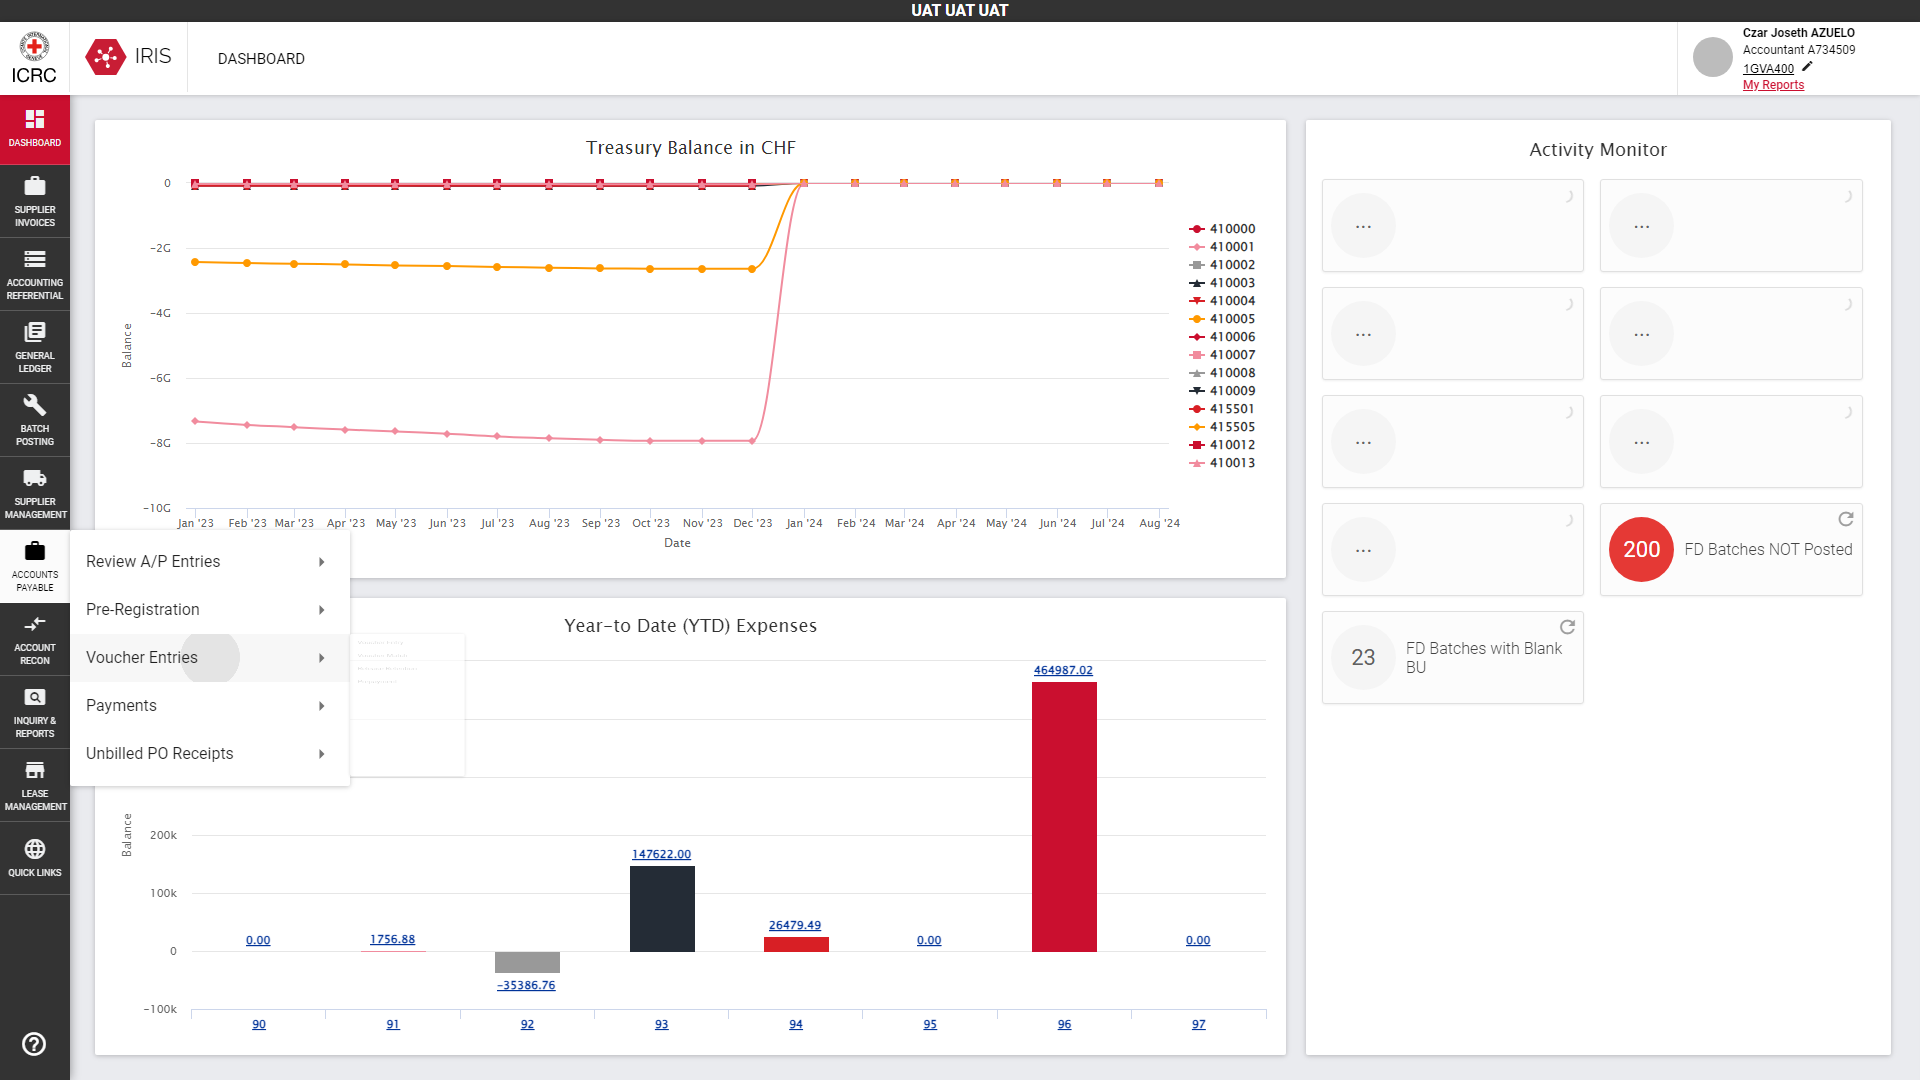 UAT UAT UAT
ICRC
IRIS
DASHBOARD
Czar Joseth AZUELO
Accountant A734509
1GVA400
My Reports
DASHBOARD
SUPPLIER
INVOICES
ACCOUNTING
REFERENTIAL
GENERAL
LEDGER
BATCH
POSTING
SUPPLIER
MANAGEMENT
ACCOUNTS
PAYABLE
ACCOUNT
RECON
INQUIRY &
REPORTS
LEASE
MANAGEMENT
QUICK LINKS
Review A/P Entries
Pre-Registration
Voucher Entries
Payments
Unbilled PO Receipts
Treasury Balance in CHF
Balance
0
-2G
-4G
-6G
-8G
-10G
Jan '23 Feb '23 Mar '23 Apr '23 May '23 Jun '23 Jul '23 Aug '23 Sep '23 Oct '23 Nov '23 Dec '23 Jan '24 Feb '24 Mar '24 Apr '24 May '24 Jun '24 Jul '24 Aug '24
Date
410000
410001
410002
410003
410004
410005
410006
410007
410008
410009
415501
415505
410012
410013
Year-to Date (YTD) Expenses
Balance
200k
100k
0
-100k
0.00
1756.88
-35386.76
147622.00
26479.49
0.00
464987.02
0.00
90 91 92 93 94 95 96 97
Activity Monitor
... ...
... ...
... ...
...
200 FD Batches NOT Posted
23 FD Batches with Blank
BU